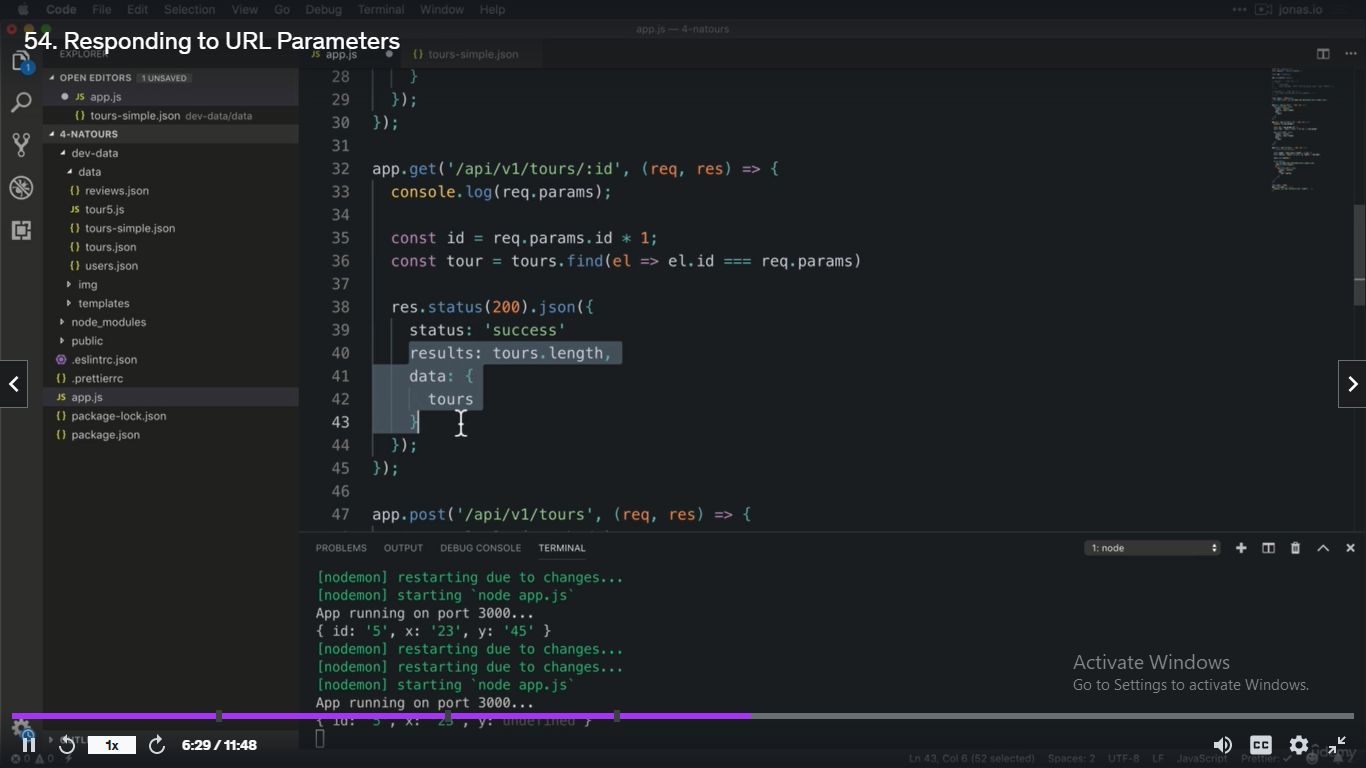 Code File Edit Selection View Go Debug Terminal Window Help
jonas.io
app.js — 4-natours
54. Responding to URL Parameters
EXPLORER
JS app.js
{} tours-simple.json
1
OPEN EDITORS 1 UNSAVED
JS app.js
{} tours-simple.json dev-data/data
4-NATOURS
dev-data
data
{} reviews.json
JS tour5.js
{} tours-simple.json
{} tours.json
{} users.json
img
templates
node_modules
public
.eslintrc.json
{} .prettierrc
JS app.js
{} package-lock.json
{} package.json
28 }
29 });
30 });
31
32 app.get('/api/v1/tours/:id', (req, res) => {
33 console.log(req.params);
34
35 const id = req.params.id * 1;
36 const tour = tours.find(el => el.id === req.params)
37
38 res.status(200).json({
39 status: 'success'
40 results: tours.length,
41 data: {
42 tours
43 }
44 });
45 });
46
47 app.post('/api/v1/tours', (req, res) => {
PROBLEMS OUTPUT DEBUG CONSOLE TERMINAL
1: node
[nodemon] restarting due to changes...
[nodemon] starting `node app.js`
App running on port 3000...
{ id: '5', x: '23', y: '45' }
[nodemon] restarting due to changes...
[nodemon] restarting due to changes...
[nodemon] starting `node app.js`
App running on port 3000...
{ id: '5', x: '23', y: undefined }
Activate Windows
Go to Settings to activate Windows.
1x 6:29 / 11:48
CC
Ln 43, Col 6 (52 selected) Spaces: 2 UTF-8 LF JavaScript Prettier: ✓